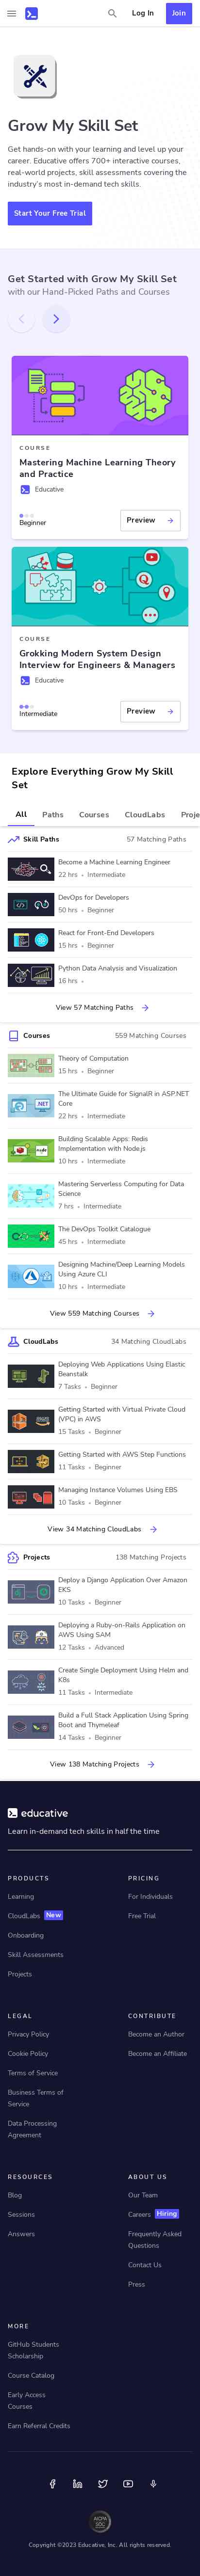 Log In
Join
Grow My Skill Set
Get hands-on with your learning and level up your
career. Educative offers 700+ interactive courses,
real-world projects, skill assessments covering the
industry's most in-demand tech skills.
Start Your Free Trial
Get Started with Grow My Skill Set
with our Hand-Picked Paths and Courses
COURSE
Mastering Machine Learning Theory
and Practice
Educative
Beginner
Preview
COURSE
Grokking Modern System Design
Interview for Engineers & Managers
Educative
Intermediate
Preview
Explore Everything Grow My Skill
Set
All Paths Courses CloudLabs Proje
Skill Paths 57 Matching Paths
Become a Machine Learning Engineer
22 hrs • Intermediate
DevOps for Developers
50 hrs • Beginner
React for Front-End Developers
15 hrs • Beginner
Python Data Analysis and Visualization
16 hrs •
View 57 Matching Paths
Courses 559 Matching Courses
Theory of Computation
15 hrs • Beginner
The Ultimate Guide for SignalR in ASP.NET
Core
22 hrs • Intermediate
Building Scalable Apps: Redis
Implementation with Node.js
10 hrs • Intermediate
Mastering Serverless Computing for Data
Science
7 hrs • Intermediate
The DevOps Toolkit Catalogue
45 hrs • Intermediate
Designing Machine/Deep Learning Models
Using Azure CLI
10 hrs • Intermediate
View 559 Matching Courses
CloudLabs 34 Matching CloudLabs
Deploying Web Applications Using Elastic
Beanstalk
7 Tasks • Beginner
Getting Started with Virtual Private Cloud
(VPC) in AWS
15 Tasks • Beginner
Getting Started with AWS Step Functions
11 Tasks • Beginner
Managing Instance Volumes Using EBS
10 Tasks • Beginner
View 34 Matching CloudLabs
Projects 138 Matching Projects
Deploy a Django Application Over Amazon
EKS
10 Tasks • Beginner
Deploying a Ruby-on-Rails Application on
AWS Using SAM
12 Tasks • Advanced
Create Single Deployment Using Helm and
K8s
11 Tasks • Intermediate
Build a Full Stack Application Using Spring
Boot and Thymeleaf
14 Tasks • Beginner
View 138 Matching Projects
educative
Learn in-demand tech skills in half the time
PRODUCTS
Learning
CloudLabs New
Onboarding
Skill Assessments
Projects
PRICING
For Individuals
Free Trial
LEGAL
Privacy Policy
Cookie Policy
Terms of Service
Business Terms of
Service
Data Processing
Agreement
CONTRIBUTE
Become an Author
Become an Affiliate
RESOURCES
Blog
Sessions
Answers
ABOUT US
Our Team
Careers Hiring
Frequently Asked
Questions
Contact Us
Press
MORE
GitHub Students
Scholarship
Course Catalog
Early Access
Courses
Earn Referral Credits
AICPA
SOC
Copyright ©2023 Educative, Inc. All rights reserved.